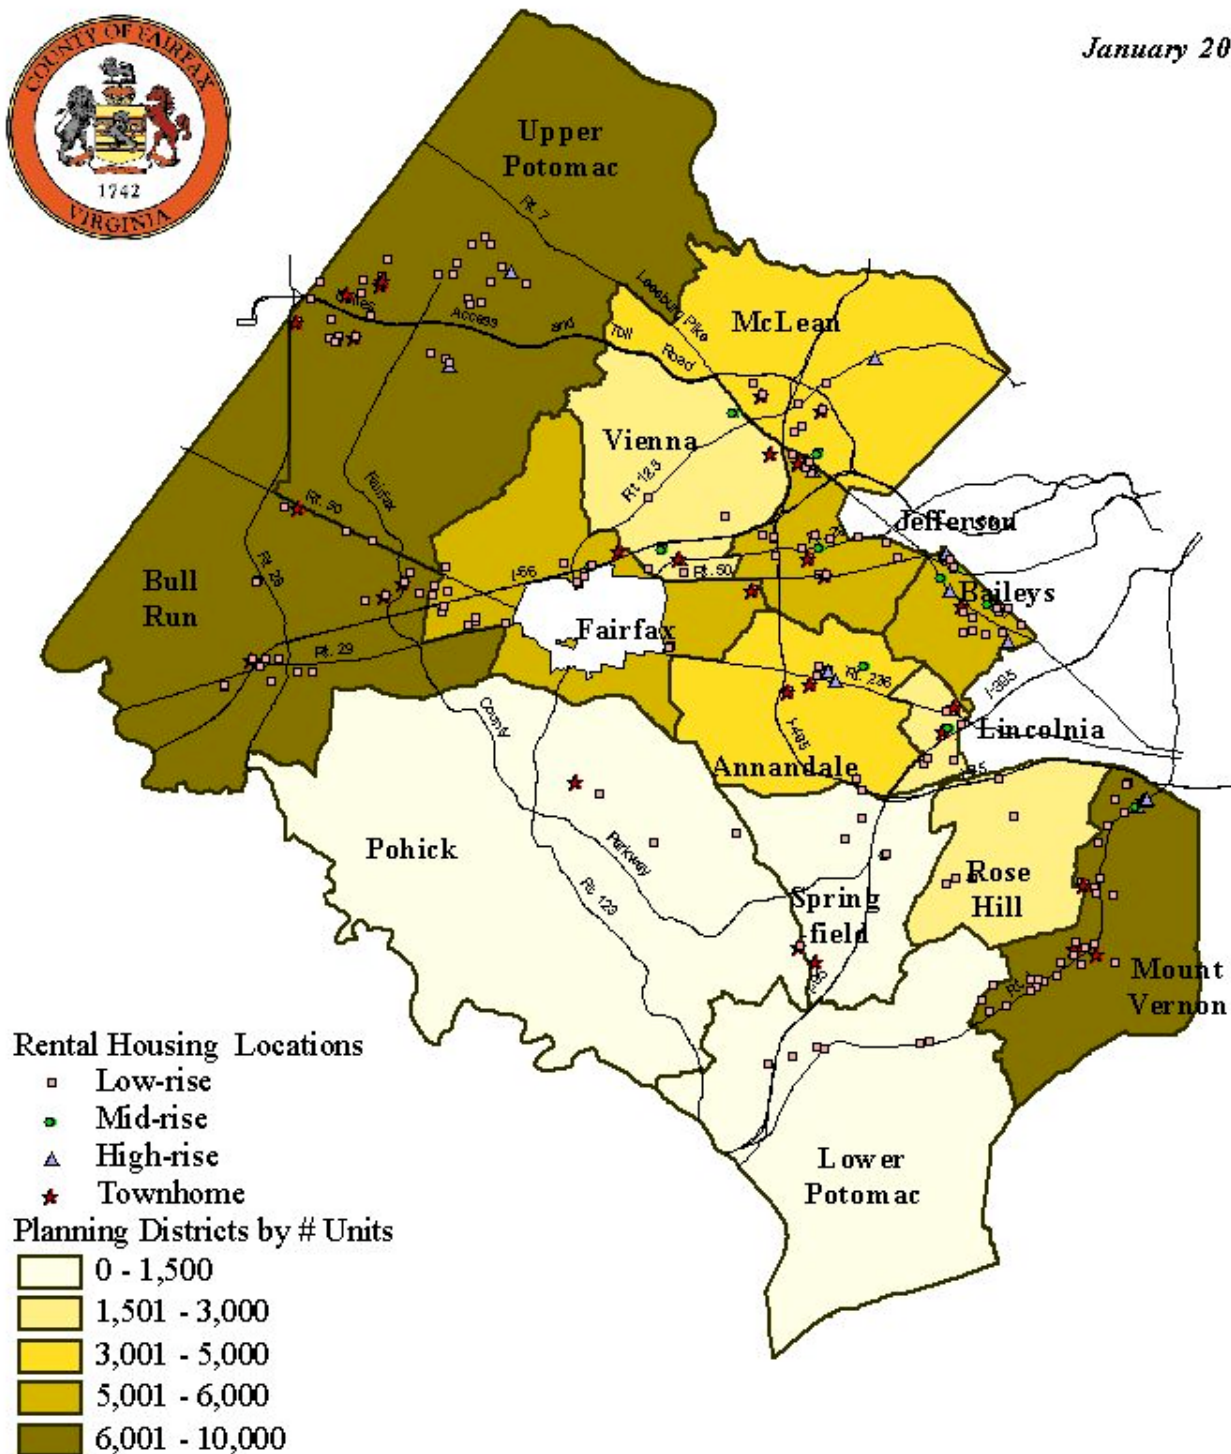 COUNTY OF FAIRFAX
1742
VIRGINIA
January 20
Upper
Potomac
Rt. 7
Leesburg Pike
McLean
Access
and
Toll
Road
Vienna
Rt 123
Rt. 50
Fairfax
Jefferson
Rt. 28
I-66
Rt. 50
Bull
Run
Baileys
Fairfax
Rt. 29
Rt. 236
I-395
County
I-495
Lincolnia
Annandale
Pohick
Parkway
Rose
Hill
Rt. 123
Spring
-field
Mount
Vernon
Rt.
Lower
Potomac
Rental Housing Locations
Low-rise
Mid-rise
High-rise
Townhome
Planning Districts by # Units
0 - 1,500
1,501 - 3,000
3,001 - 5,000
5,001 - 6,000
6,001 - 10,000